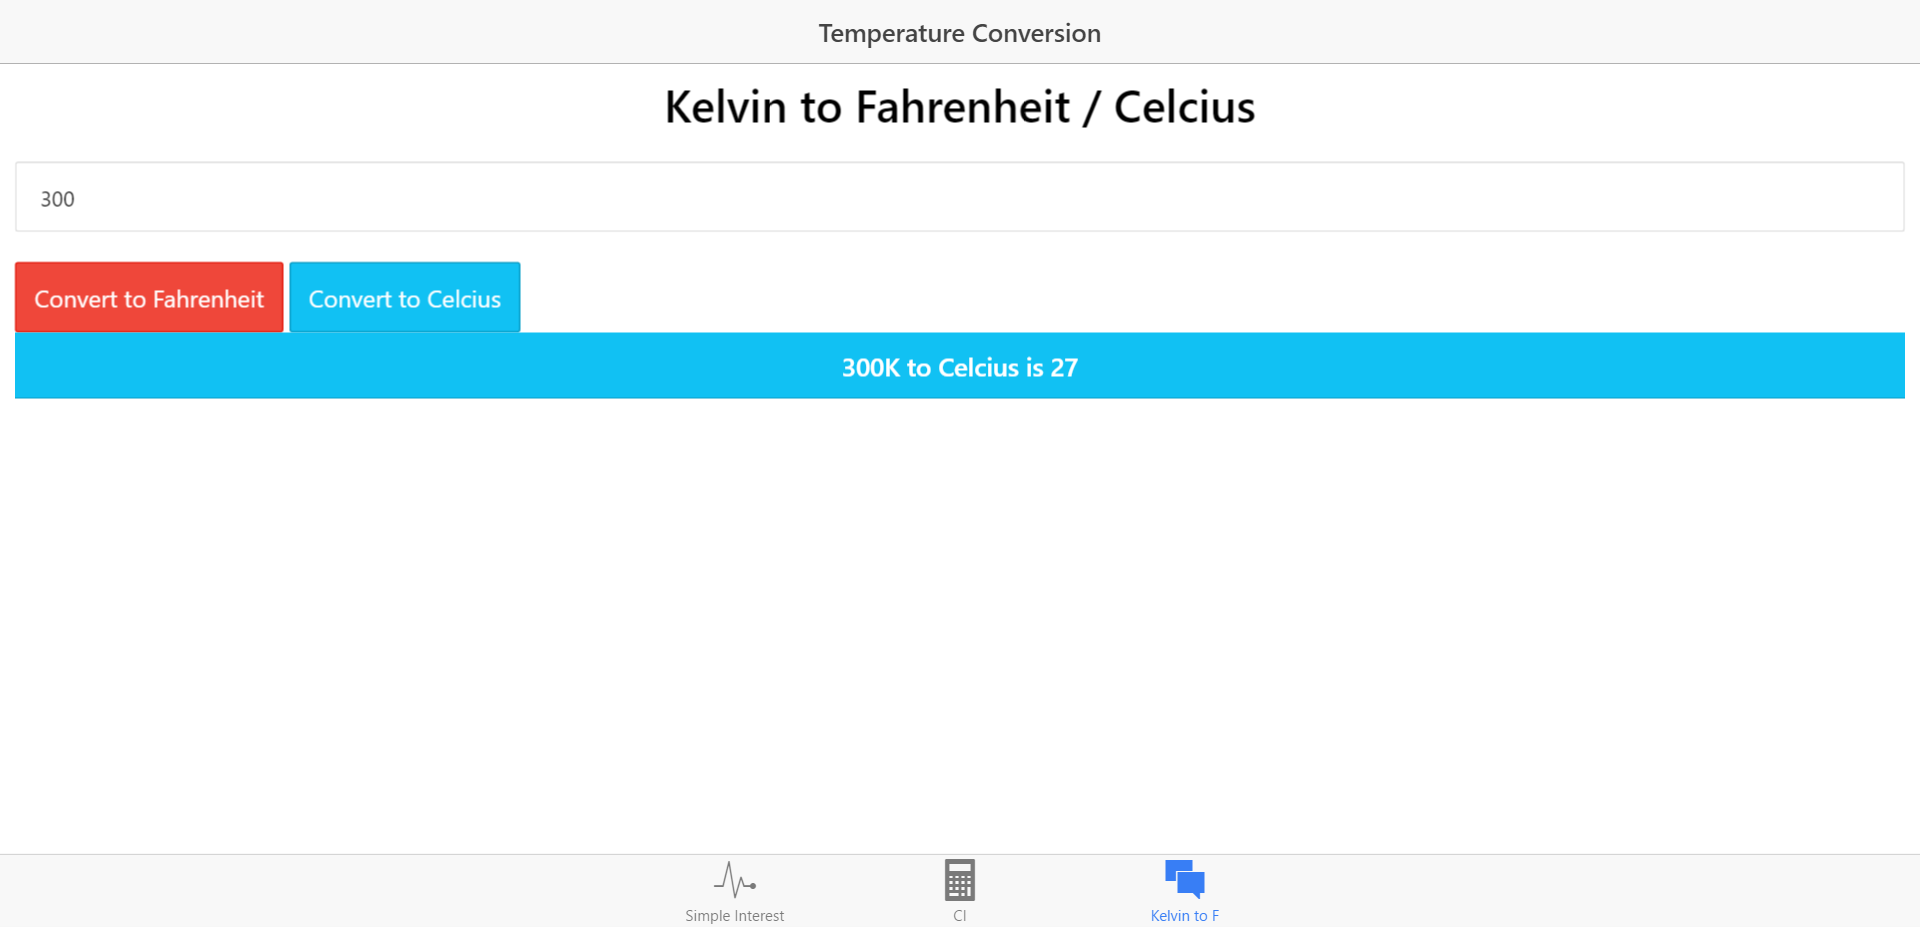 Temperature Conversion
Kelvin to Fahrenheit / Celcius
300
Convert to Fahrenheit Convert to Celcius
300K to Celcius is 27
Simple Interest CI Kelvin to F